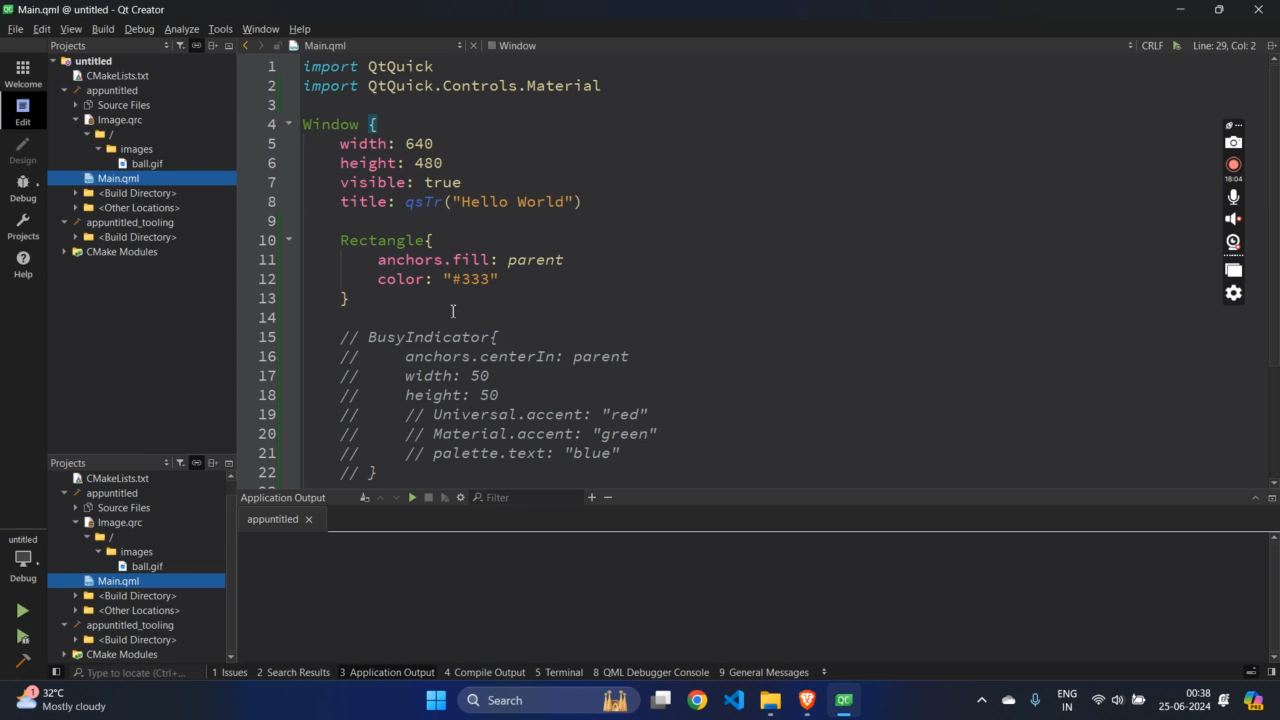 Main.qml @ untitled - Qt Creator
File Edit View Build Debug Analyze Tools Window Help
Projects
Main.qml
Window
CRLF
Line: 29, Col: 2
Welcome
Edit
Design
Debug
Projects
Help
untitled
Debug
untitled
CMakeLists.txt
appuntitled
Source Files
Image.qrc
/
images
ball.gif
Main.qml
<Build Directory>
<Other Locations>
appuntitled_tooling
<Build Directory>
CMake Modules
1 import QtQuick
2 import QtQuick.Controls.Material
3
4 Window {
5 width: 640
6 height: 480
7 visible: true
8 title: qsTr("Hello World")
9
10 Rectangle{
11 anchors.fill: parent
12 color: "#333"
13 }
14
15 // BusyIndicator{
16 // anchors.centerIn: parent
17 // width: 50
18 // height: 50
19 // // Universal.accent: "red"
20 // // Material.accent: "green"
21 // // palette.text: "blue"
22 // }
18:04
Projects
CMakeLists.txt
appuntitled
Source Files
Image.qrc
/
images
ball.gif
Main.qml
<Build Directory>
<Other Locations>
appuntitled_tooling
<Build Directory>
CMake Modules
Application Output
Filter
appuntitled
Type to locate (Ctrl+...
1 Issues 2 Search Results 3 Application Output 4 Compile Output 5 Terminal 8 QML Debugger Console 9 General Messages
1
32°C
Mostly cloudy
Search
ENG
IN
00:38
25-06-2024